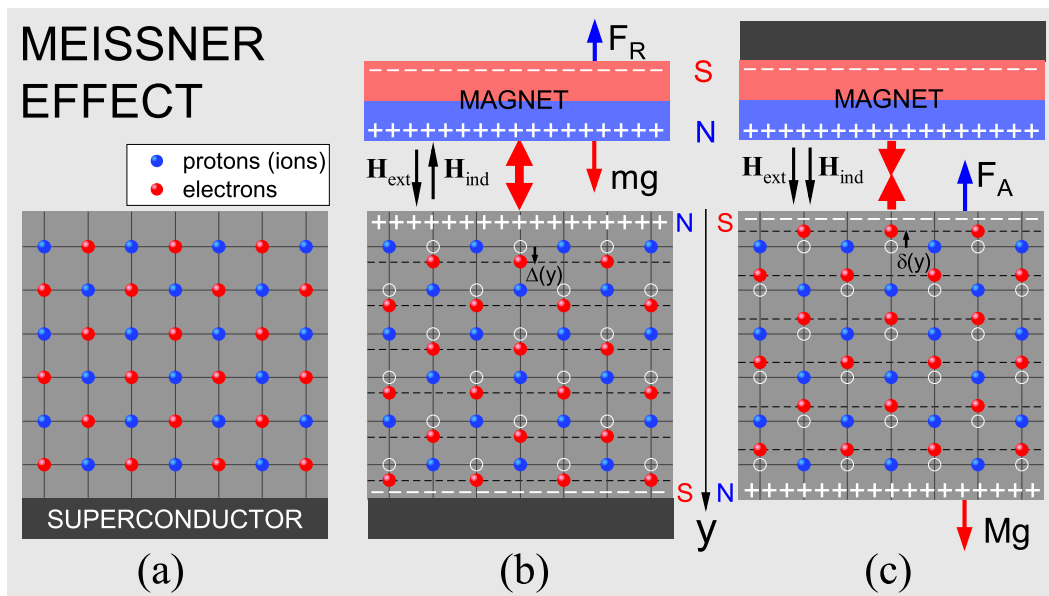 MEISSNER
EFFECT
protons (ions)
electrons
SUPERCONDUCTOR
(a)
F_R
− − − − − − − − − − − − − − − − − −
MAGNET
+++++++++++++++++
S
N
H_ext
H_ind
mg
+++++++++++++++++
N
Δ(y)
− − − − − − − − − − − − − − − − − −
S
(b)
y
− − − − − − − − − − − − − − − − − −
MAGNET
+++++++++++++++++
H_ext
H_ind
F_A
S
− − − − − − − − − − − − − − − − − −
δ(y)
N
+++++++++++++++++
Mg
(c)